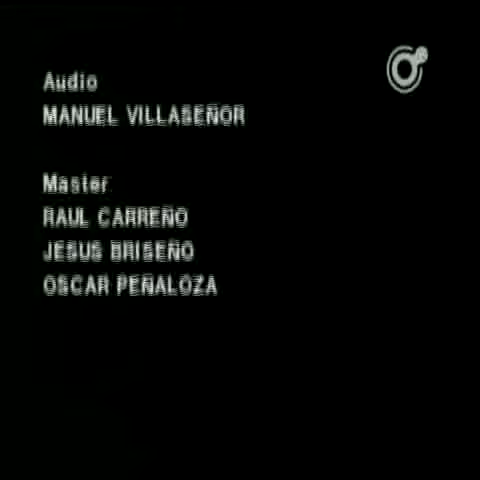 Audio
MANUEL VILLASEÑOR
Master
RAUL CARREÑO
JESUS BRISEÑO
OSCAR PEÑALOZA